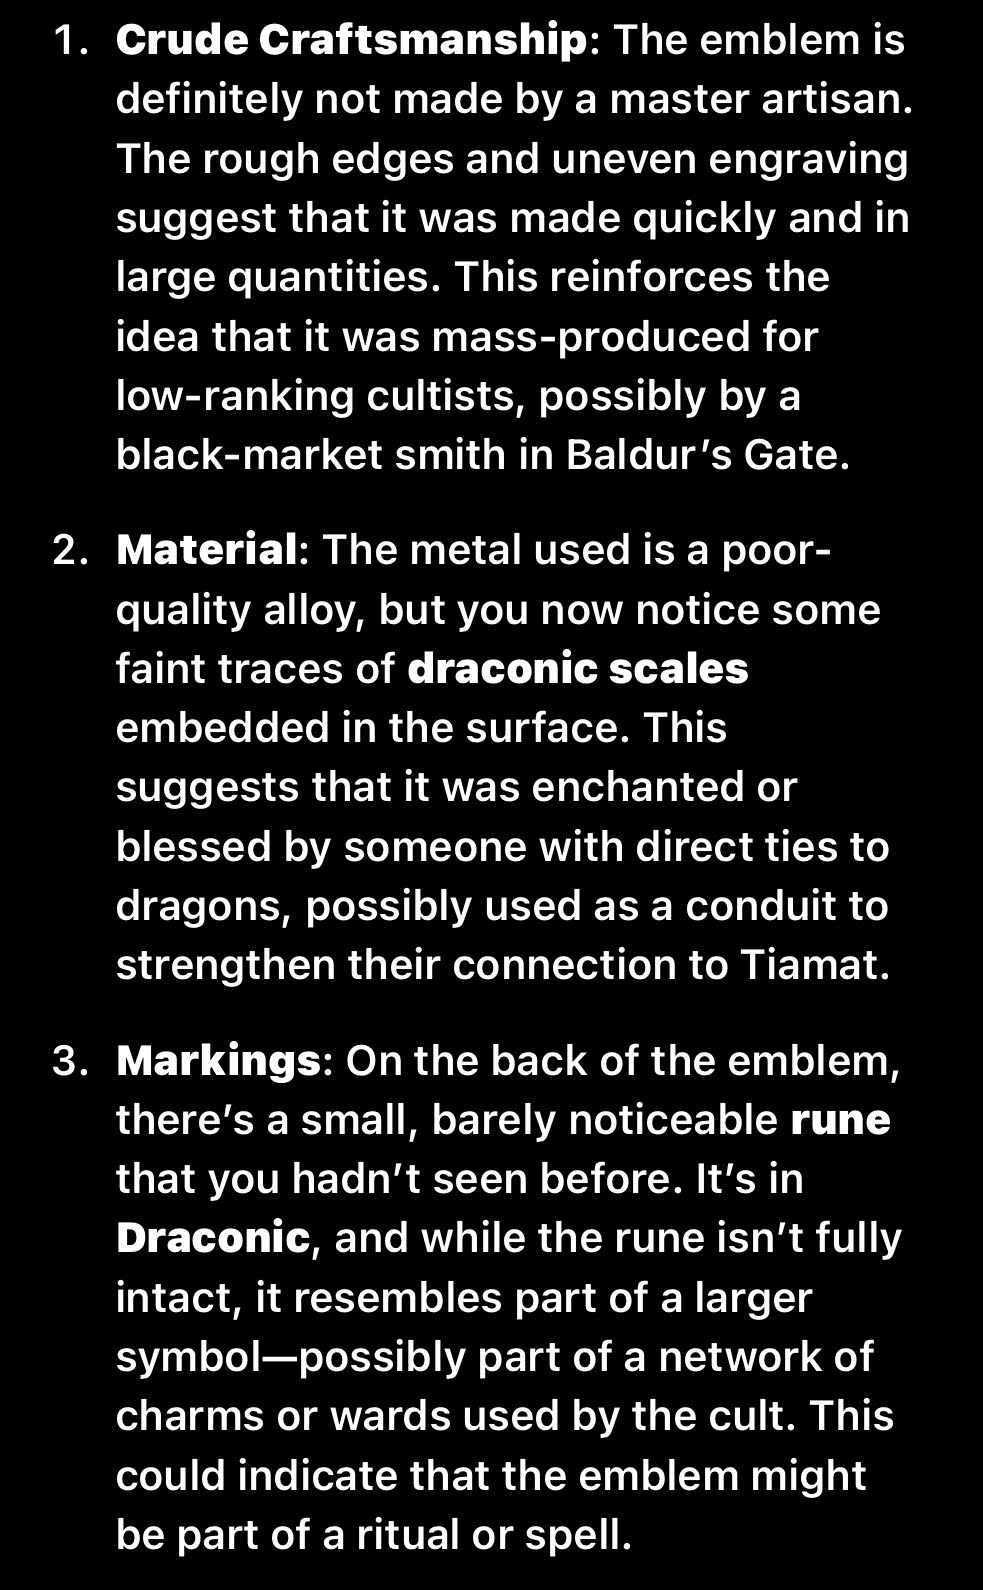 1. Crude Craftsmanship: The emblem is
definitely not made by a master artisan.
The rough edges and uneven engraving
suggest that it was made quickly and in
large quantities. This reinforces the
idea that it was mass-produced for
low-ranking cultists, possibly by a
black-market smith in Baldur’s Gate.
2. Material: The metal used is a poor-
quality alloy, but you now notice some
faint traces of draconic scales
embedded in the surface. This
suggests that it was enchanted or
blessed by someone with direct ties to
dragons, possibly used as a conduit to
strengthen their connection to Tiamat.
3. Markings: On the back of the emblem,
there’s a small, barely noticeable rune
that you hadn’t seen before. It’s in
Draconic, and while the rune isn’t fully
intact, it resembles part of a larger
symbol—possibly part of a network of
charms or wards used by the cult. This
could indicate that the emblem might
be part of a ritual or spell.